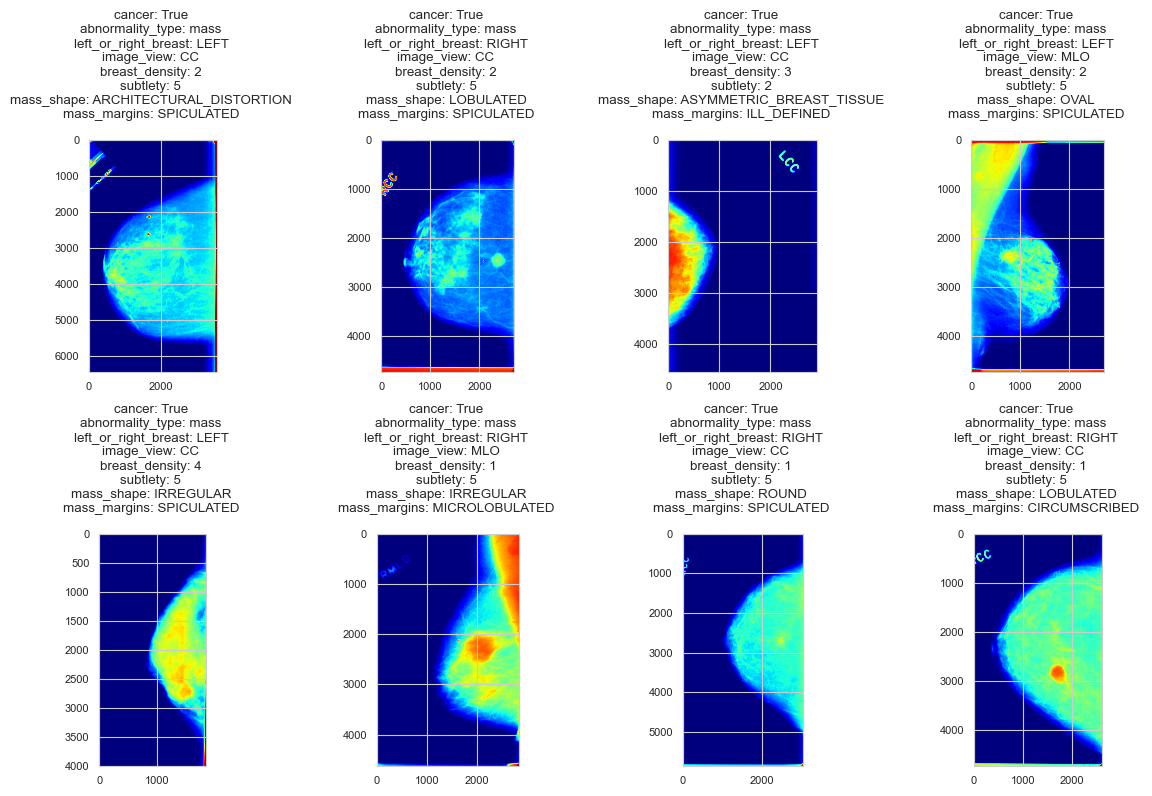 cancer: True
abnormality_type: mass
left_or_right_breast: LEFT
image_view: CC
breast_density: 2
subtlety: 5
mass_shape: ARCHITECTURAL_DISTORTION
mass_margins: SPICULATED
0
1000
2000
3000
4000
5000
6000
0
2000
cancer: True
abnormality_type: mass
left_or_right_breast: RIGHT
image_view: CC
breast_density: 2
subtlety: 5
mass_shape: LOBULATED
mass_margins: SPICULATED
0
1000
2000
3000
4000
RCC
0
1000
2000
cancer: True
abnormality_type: mass
left_or_right_breast: LEFT
image_view: CC
breast_density: 3
subtlety: 2
mass_shape: ASYMMETRIC_BREAST_TISSUE
mass_margins: ILL_DEFINED
0
1000
2000
3000
4000
LCC
0
2000
cancer: True
abnormality_type: mass
left_or_right_breast: LEFT
image_view: MLO
breast_density: 2
subtlety: 5
mass_shape: OVAL
mass_margins: SPICULATED
0
1000
2000
3000
4000
0
1000
2000
cancer: True
abnormality_type: mass
left_or_right_breast: LEFT
image_view: CC
breast_density: 4
subtlety: 5
mass_shape: IRREGULAR
mass_margins: SPICULATED
0
500
1000
1500
2000
2500
3000
3500
4000
0
1000
cancer: True
abnormality_type: mass
left_or_right_breast: RIGHT
image_view: MLO
breast_density: 1
subtlety: 5
mass_shape: IRREGULAR
mass_margins: MICROLOBULATED
0
1000
2000
3000
4000
RMLO
0
1000
2000
cancer: True
abnormality_type: mass
left_or_right_breast: RIGHT
image_view: CC
breast_density: 1
subtlety: 5
mass_shape: ROUND
mass_margins: SPICULATED
0
1000
2000
3000
4000
5000
0
2000
cancer: True
abnormality_type: mass
left_or_right_breast: RIGHT
image_view: CC
breast_density: 1
subtlety: 5
mass_shape: LOBULATED
mass_margins: CIRCUMSCRIBED
0
1000
2000
3000
4000
0
1000
2000